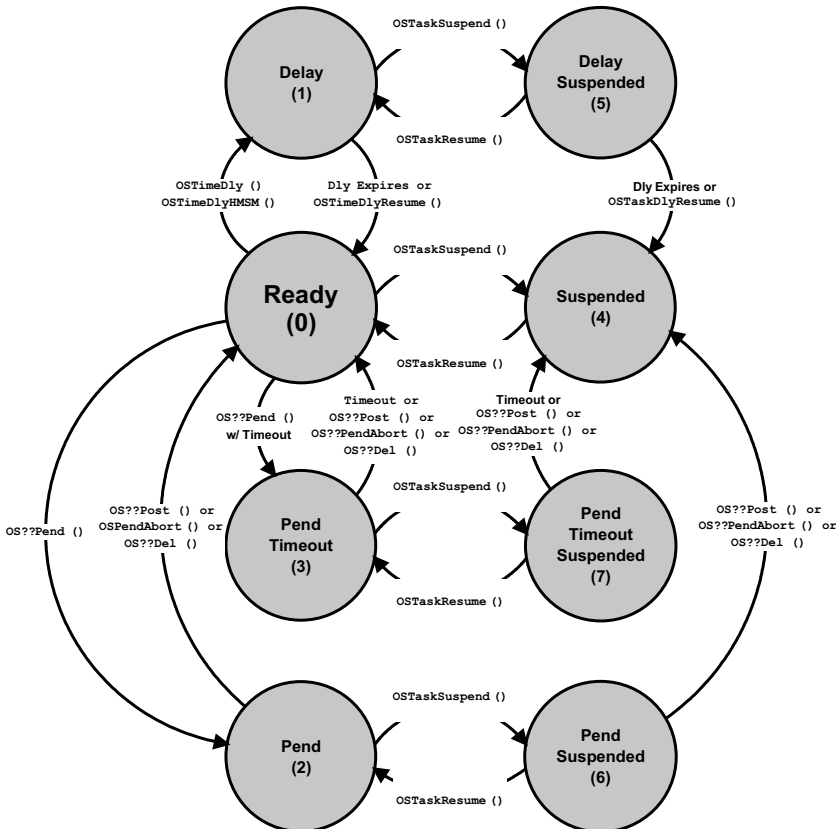 OSTaskSuspend ()
Delay
(1)
Delay
Suspended
(5)
OSTaskResume ()
OSTimeDly ()
OSTimeDlyHMSM ()
Dly Expires or
OSTimeDlyResume ()
Dly Expires or
OSTaskDlyResume ()
OSTaskSuspend ()
Ready
(0)
Suspended
(4)
OSTaskResume ()
OS??Pend ()
w/ Timeout
Timeout or
OS??Post () or
OS??PendAbort () or
OS??Del ()
Timeout or
OS??Post () or
OS??PendAbort () or
OS??Del ()
OSTaskSuspend ()
OS??Pend ()
OS??Post () or
OSPendAbort () or
OS??Del ()
Pend
Timeout
(3)
Pend
Timeout
Suspended
(7)
OS??Post () or
OS??PendAbort () or
OS??Del ()
OSTaskResume ()
OSTaskSuspend ()
Pend
(2)
Pend
Suspended
(6)
OSTaskResume ()